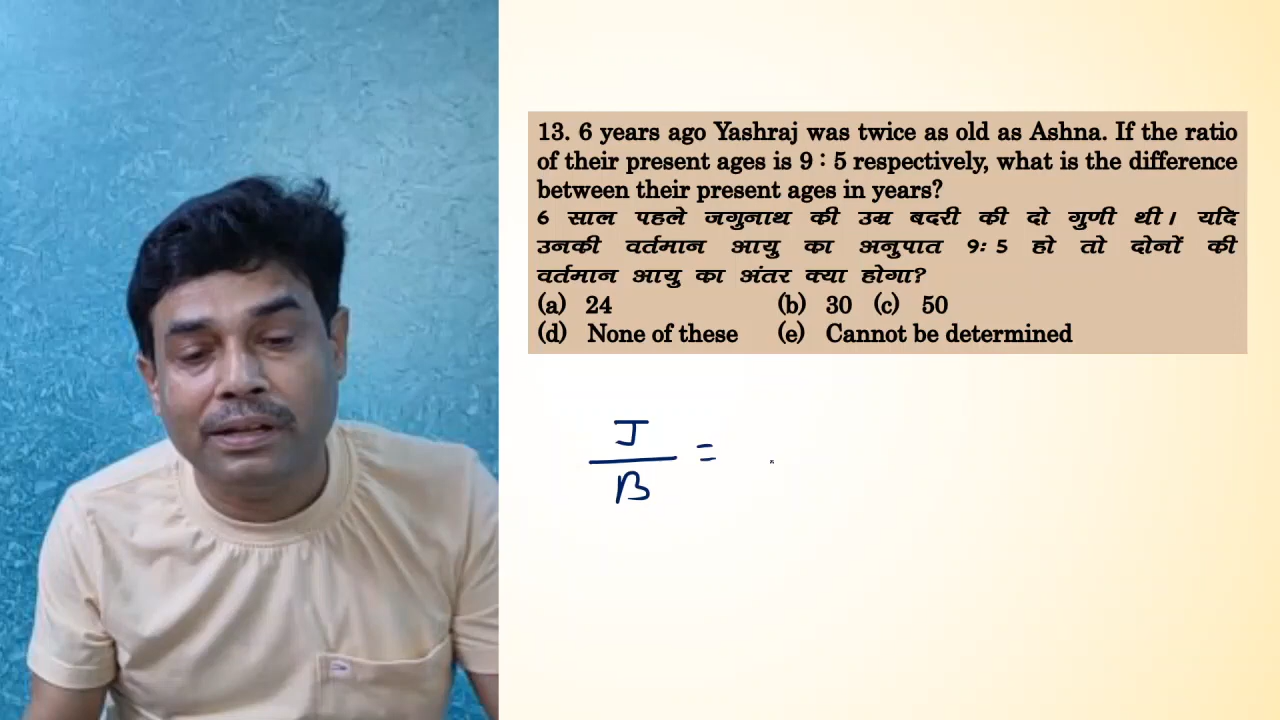 13. 6 years ago Yashraj was twice as old as Ashna. If the ratio
of their present ages is 9 : 5 respectively, what is the difference
between their present ages in years?
6 साल पहले जगुनाथ की उम्र बदरी की दो गुणी थी। यदि
उनकी वर्तमान आयु का अनुपात 9: 5 हो तो दोनों की
वर्तमान आयु का अंतर क्या होगा?
(a) 24 (b) 30 (c) 50
(d) None of these (e) Cannot be determined
J
B =